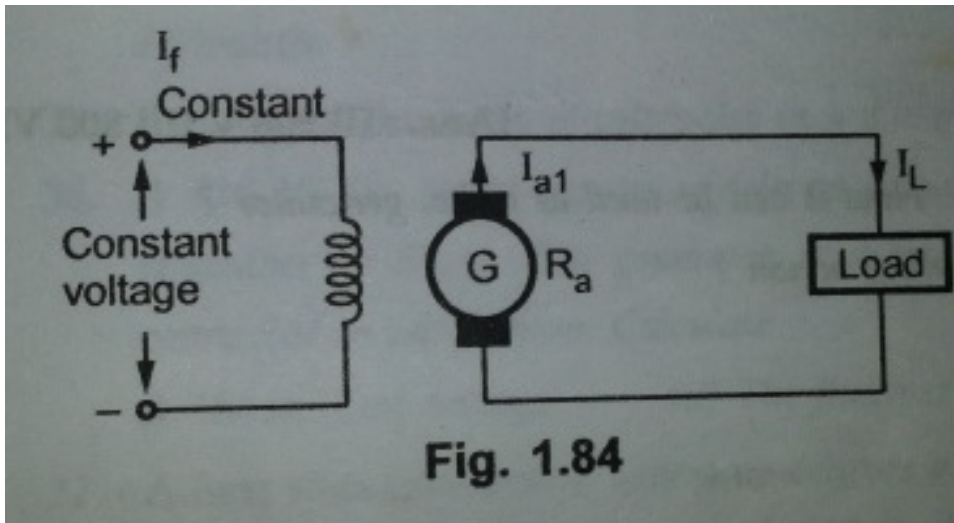 I_f
Constant
+
Constant
voltage
−
I_a1
G
R_a
I_L
Load
Fig. 1.84